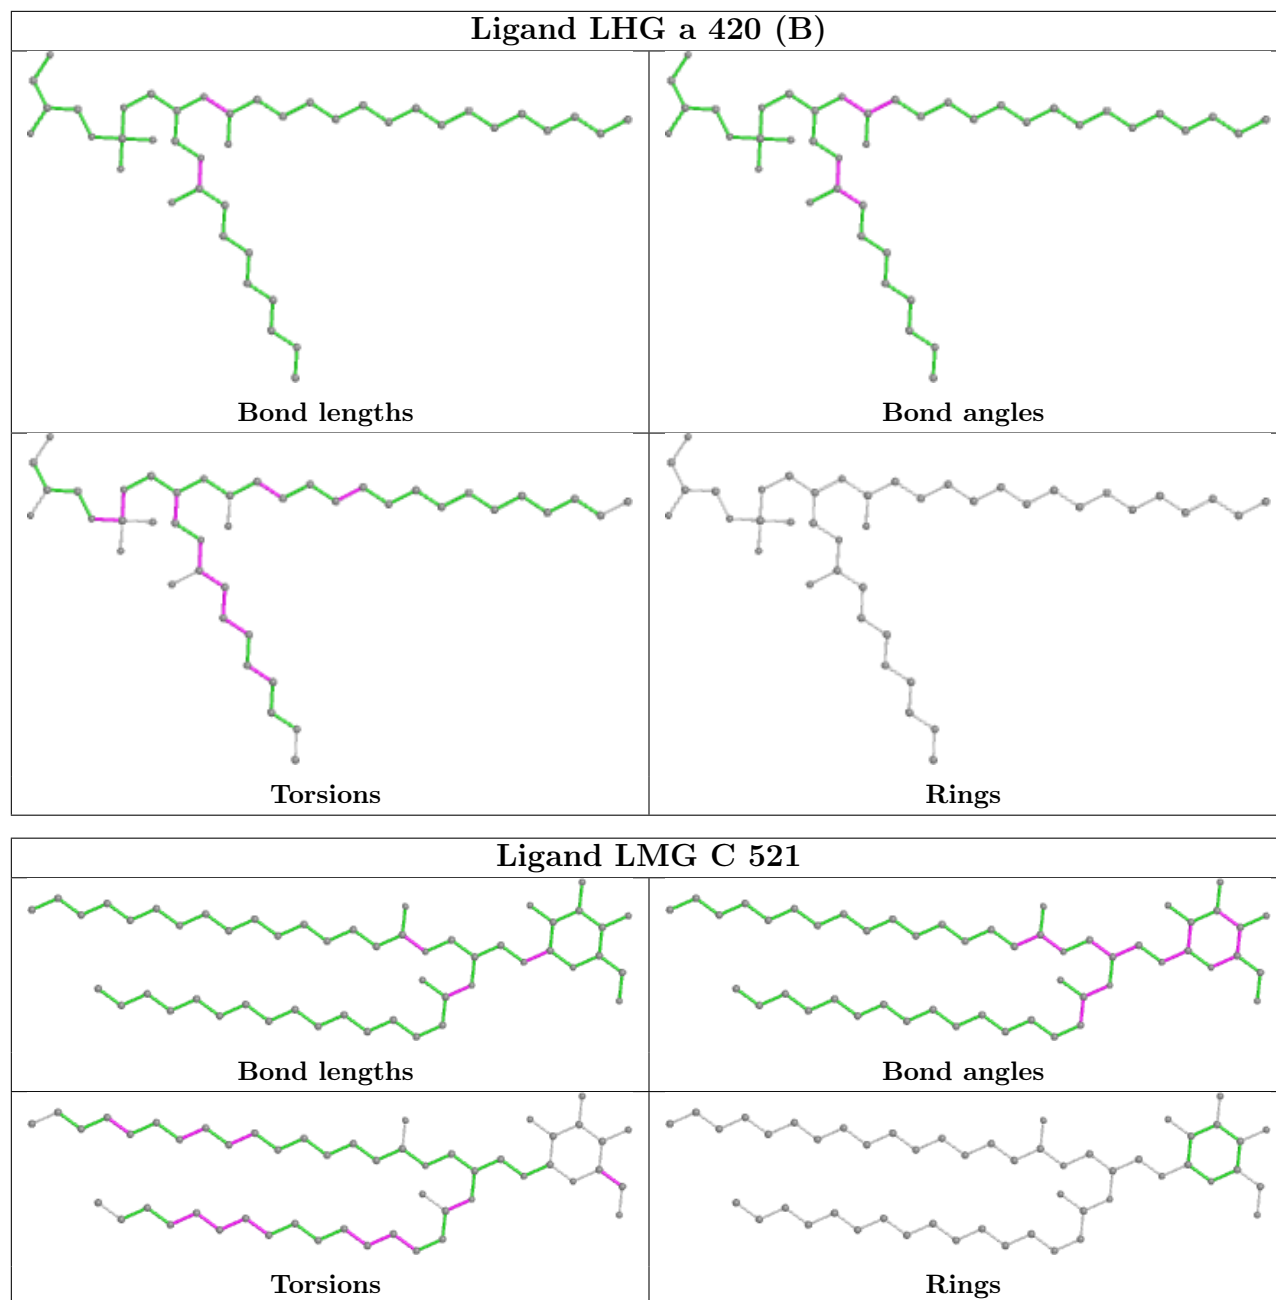 Ligand LHG a 420 (B)
Bond lengths
Bond angles
Torsions
Rings
Ligand LMG C 521
Bond lengths
Bond angles
Torsions
Rings